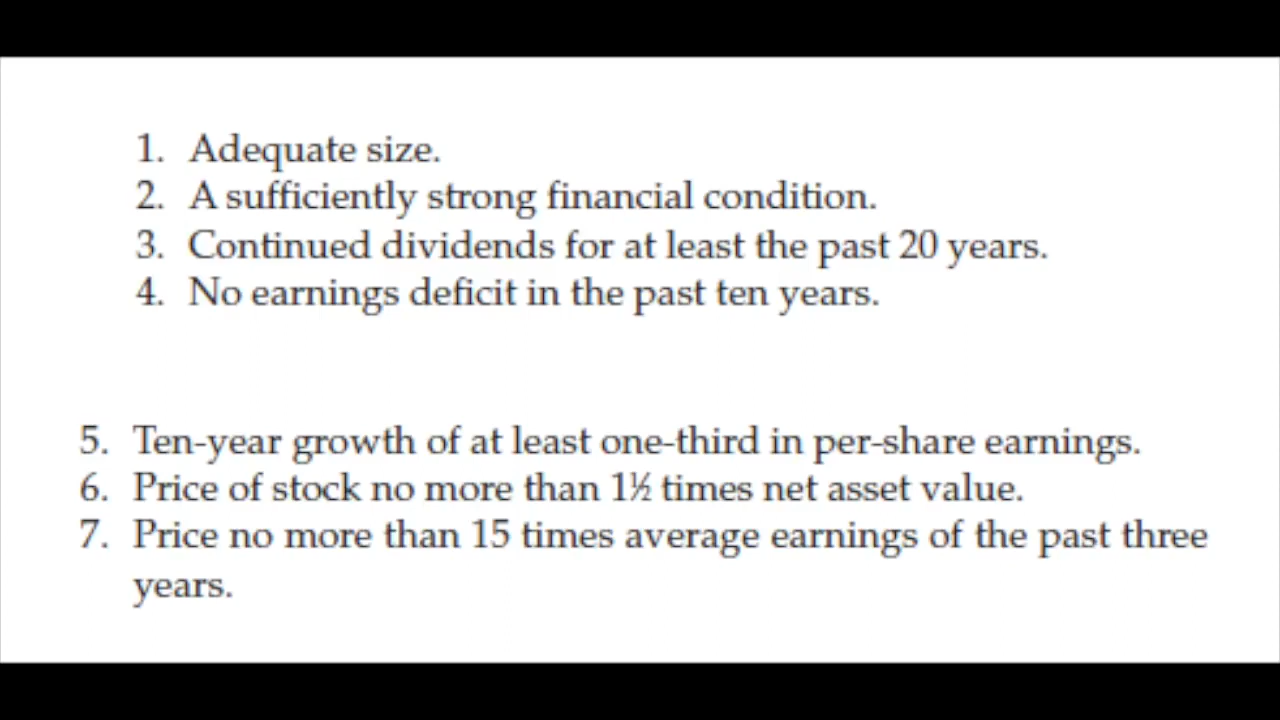 1. Adequate size.
2. A sufficiently strong financial condition.
3. Continued dividends for at least the past 20 years.
4. No earnings deficit in the past ten years.
5. Ten-year growth of at least one-third in per-share earnings.
6. Price of stock no more than 1½ times net asset value.
7. Price no more than 15 times average earnings of the past three
years.